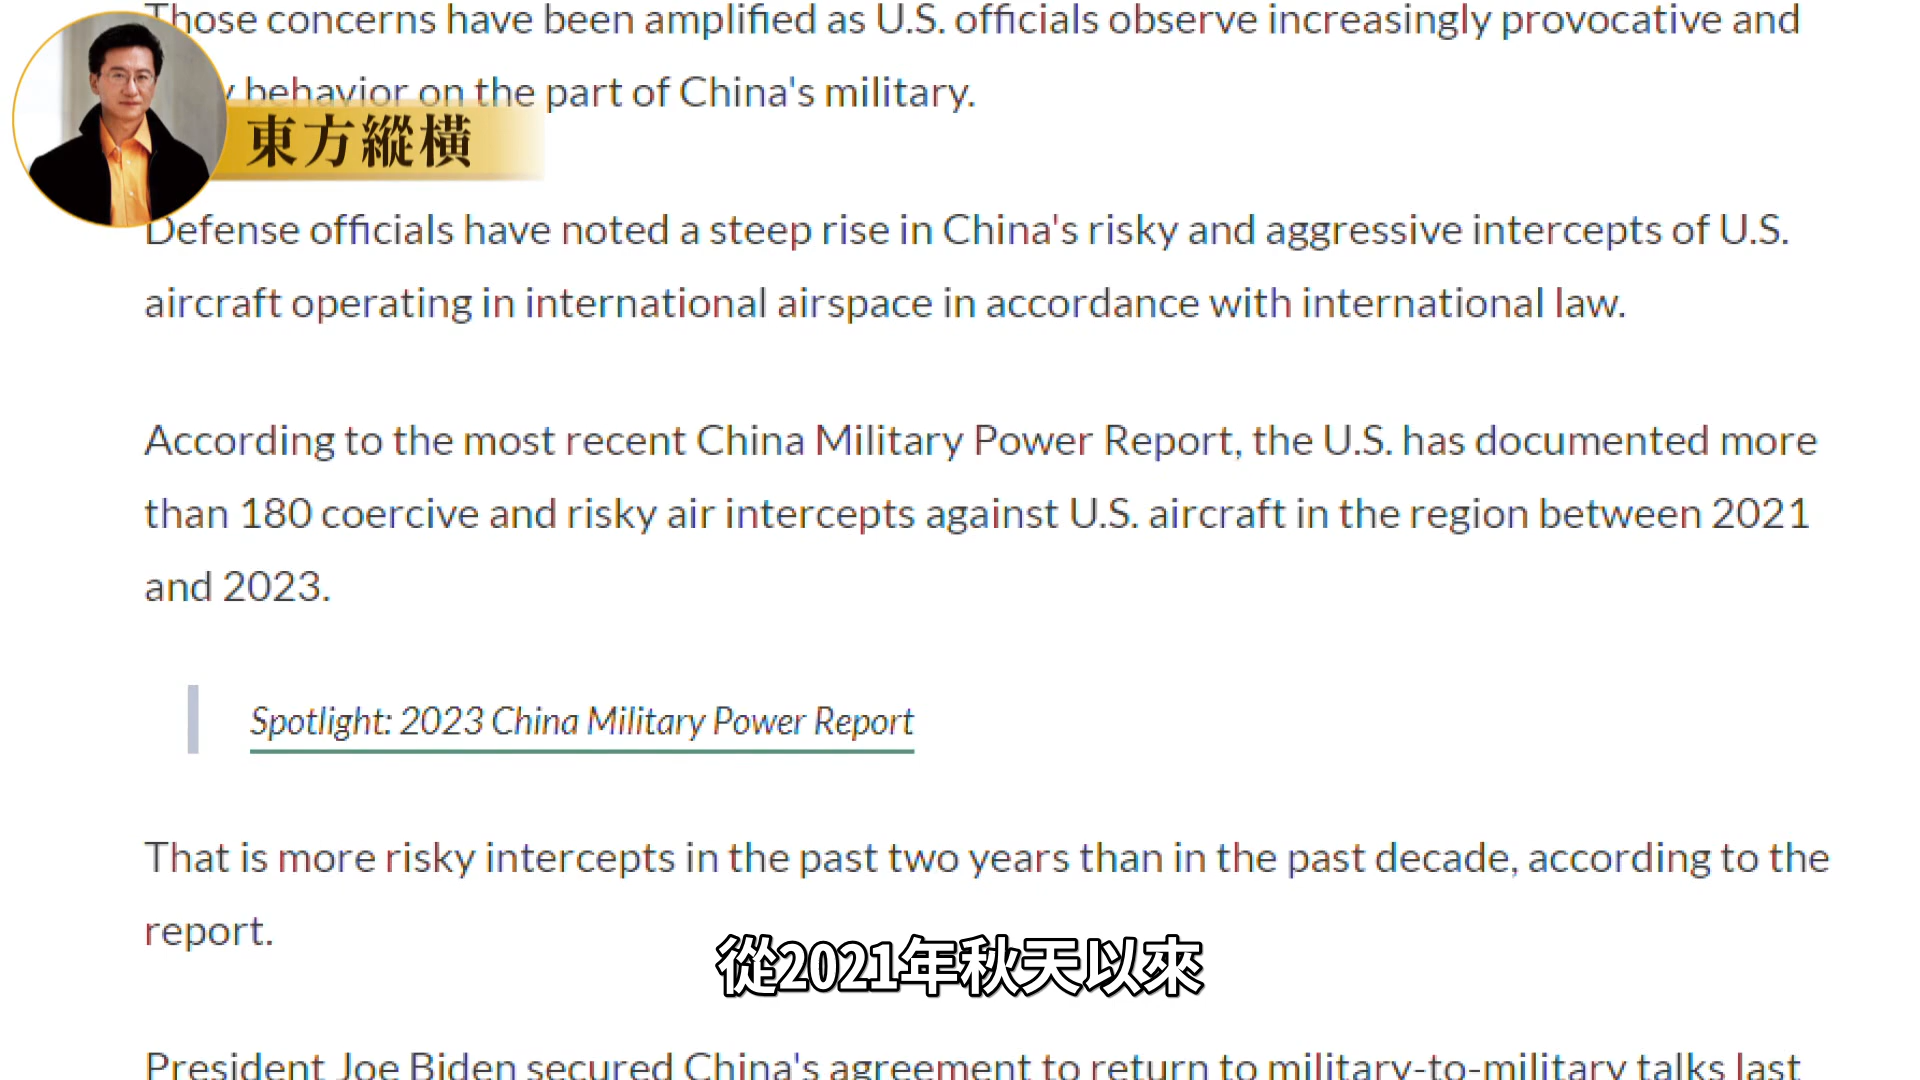 Those concerns have been amplified as U.S. officials observe increasingly provocative and
behavior on the part of China's military.
東方縱橫
Defense officials have noted a steep rise in China's risky and aggressive intercepts of U.S.
aircraft operating in international airspace in accordance with international law.
According to the most recent China Military Power Report, the U.S. has documented more
than 180 coercive and risky air intercepts against U.S. aircraft in the region between 2021
and 2023.
Spotlight: 2023 China Military Power Report
That is more risky intercepts in the past two years than in the past decade, according to the
report.
從2021年秋天以來
President Joe Biden secured China's agreement to return to military-to-military talks last